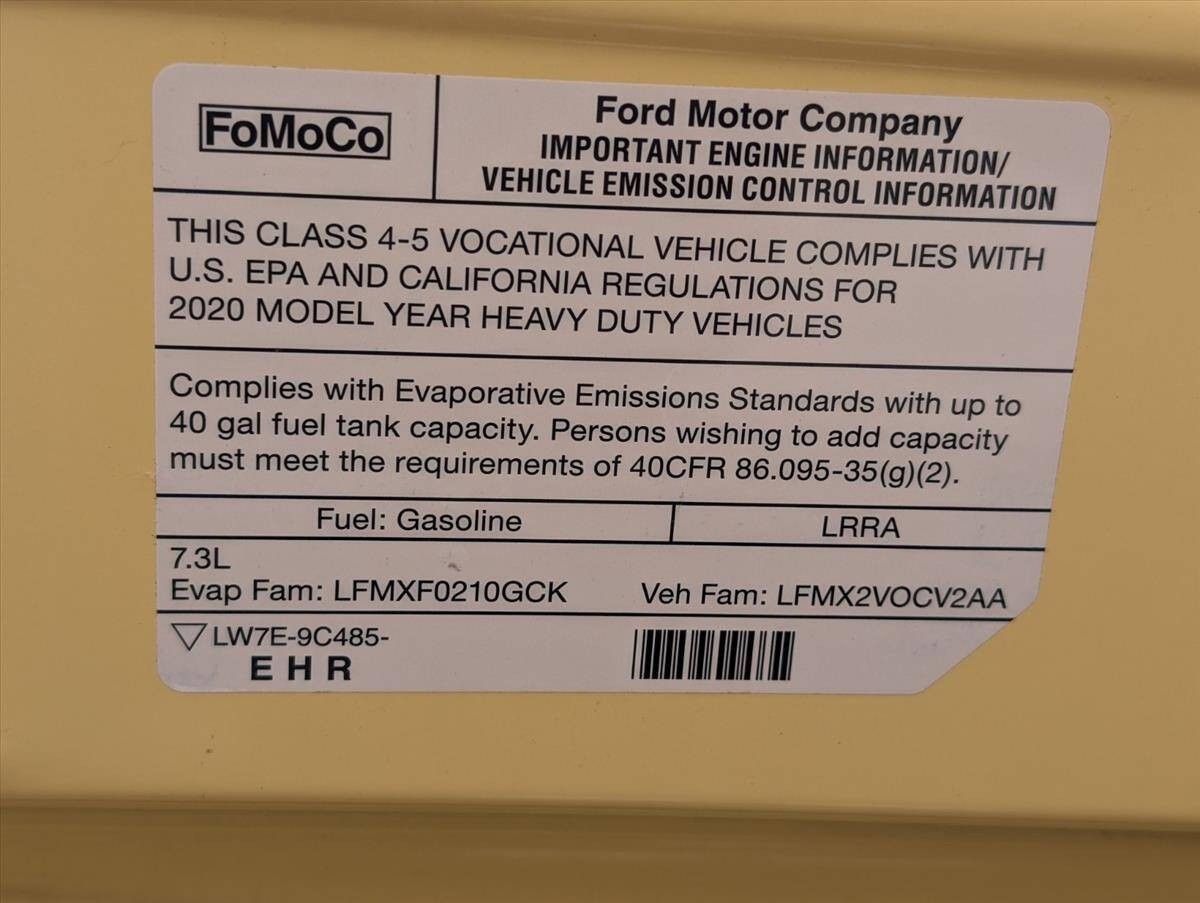 FoMoCo
Ford Motor Company
IMPORTANT ENGINE INFORMATION/
VEHICLE EMISSION CONTROL INFORMATION
THIS CLASS 4-5 VOCATIONAL VEHICLE COMPLIES WITH
U.S. EPA AND CALIFORNIA REGULATIONS FOR
2020 MODEL YEAR HEAVY DUTY VEHICLES
Complies with Evaporative Emissions Standards with up to
40 gal fuel tank capacity. Persons wishing to add capacity
must meet the requirements of 40CFR 86.095-35(g)(2).
Fuel: Gasoline
LRRA
7.3L
Evap Fam: LFMXF0210GCK
Veh Fam: LFMX2VOCV2AA
LW7E-9C485-
E H R